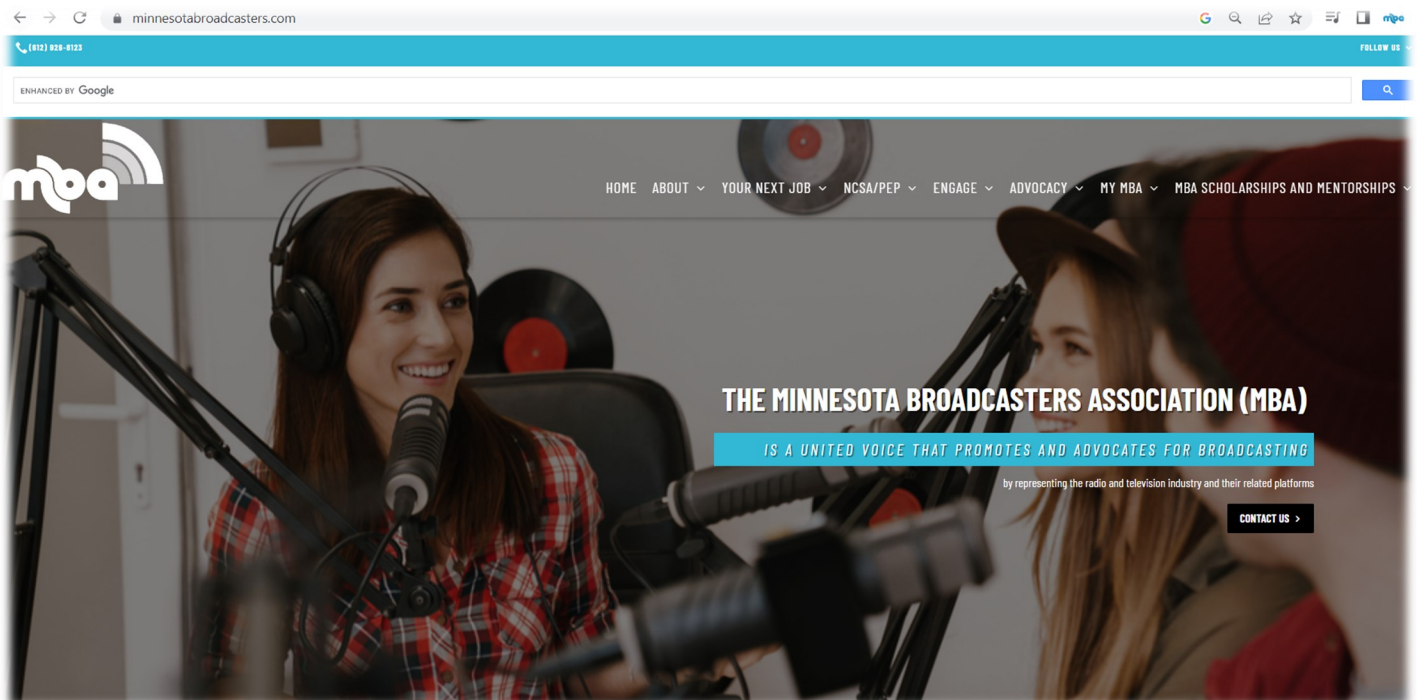 minnesotabroadcasters.com
mba
(612) 926-8123
FOLLOW US
ENHANCED BY Google
mba
HOME ABOUT YOUR NEXT JOB NCSA/PEP ENGAGE ADVOCACY MY MBA MBA SCHOLARSHIPS AND MENTORSHIPS
THE MINNESOTA BROADCASTERS ASSOCIATION (MBA)
IS A UNITED VOICE THAT PROMOTES AND ADVOCATES FOR BROADCASTING
by representing the radio and television industry and their related platforms
CONTACT US >